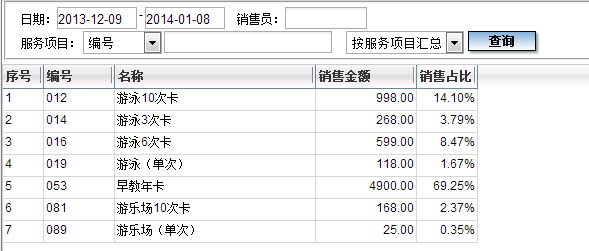 日期: 2013-12-09 - 2014-01-08 销售员:
服务项目: 编号 按服务项目汇总 查询
序号 编号 名称 销售金额 销售占比
1 012 游泳10次卡 998.00 14.10%
2 014 游泳3次卡 268.00 3.79%
3 016 游泳6次卡 599.00 8.47%
4 019 游泳（单次） 118.00 1.67%
5 053 早教年卡 4900.00 69.25%
6 081 游乐场10次卡 168.00 2.37%
7 089 游乐场（单次） 25.00 0.35%